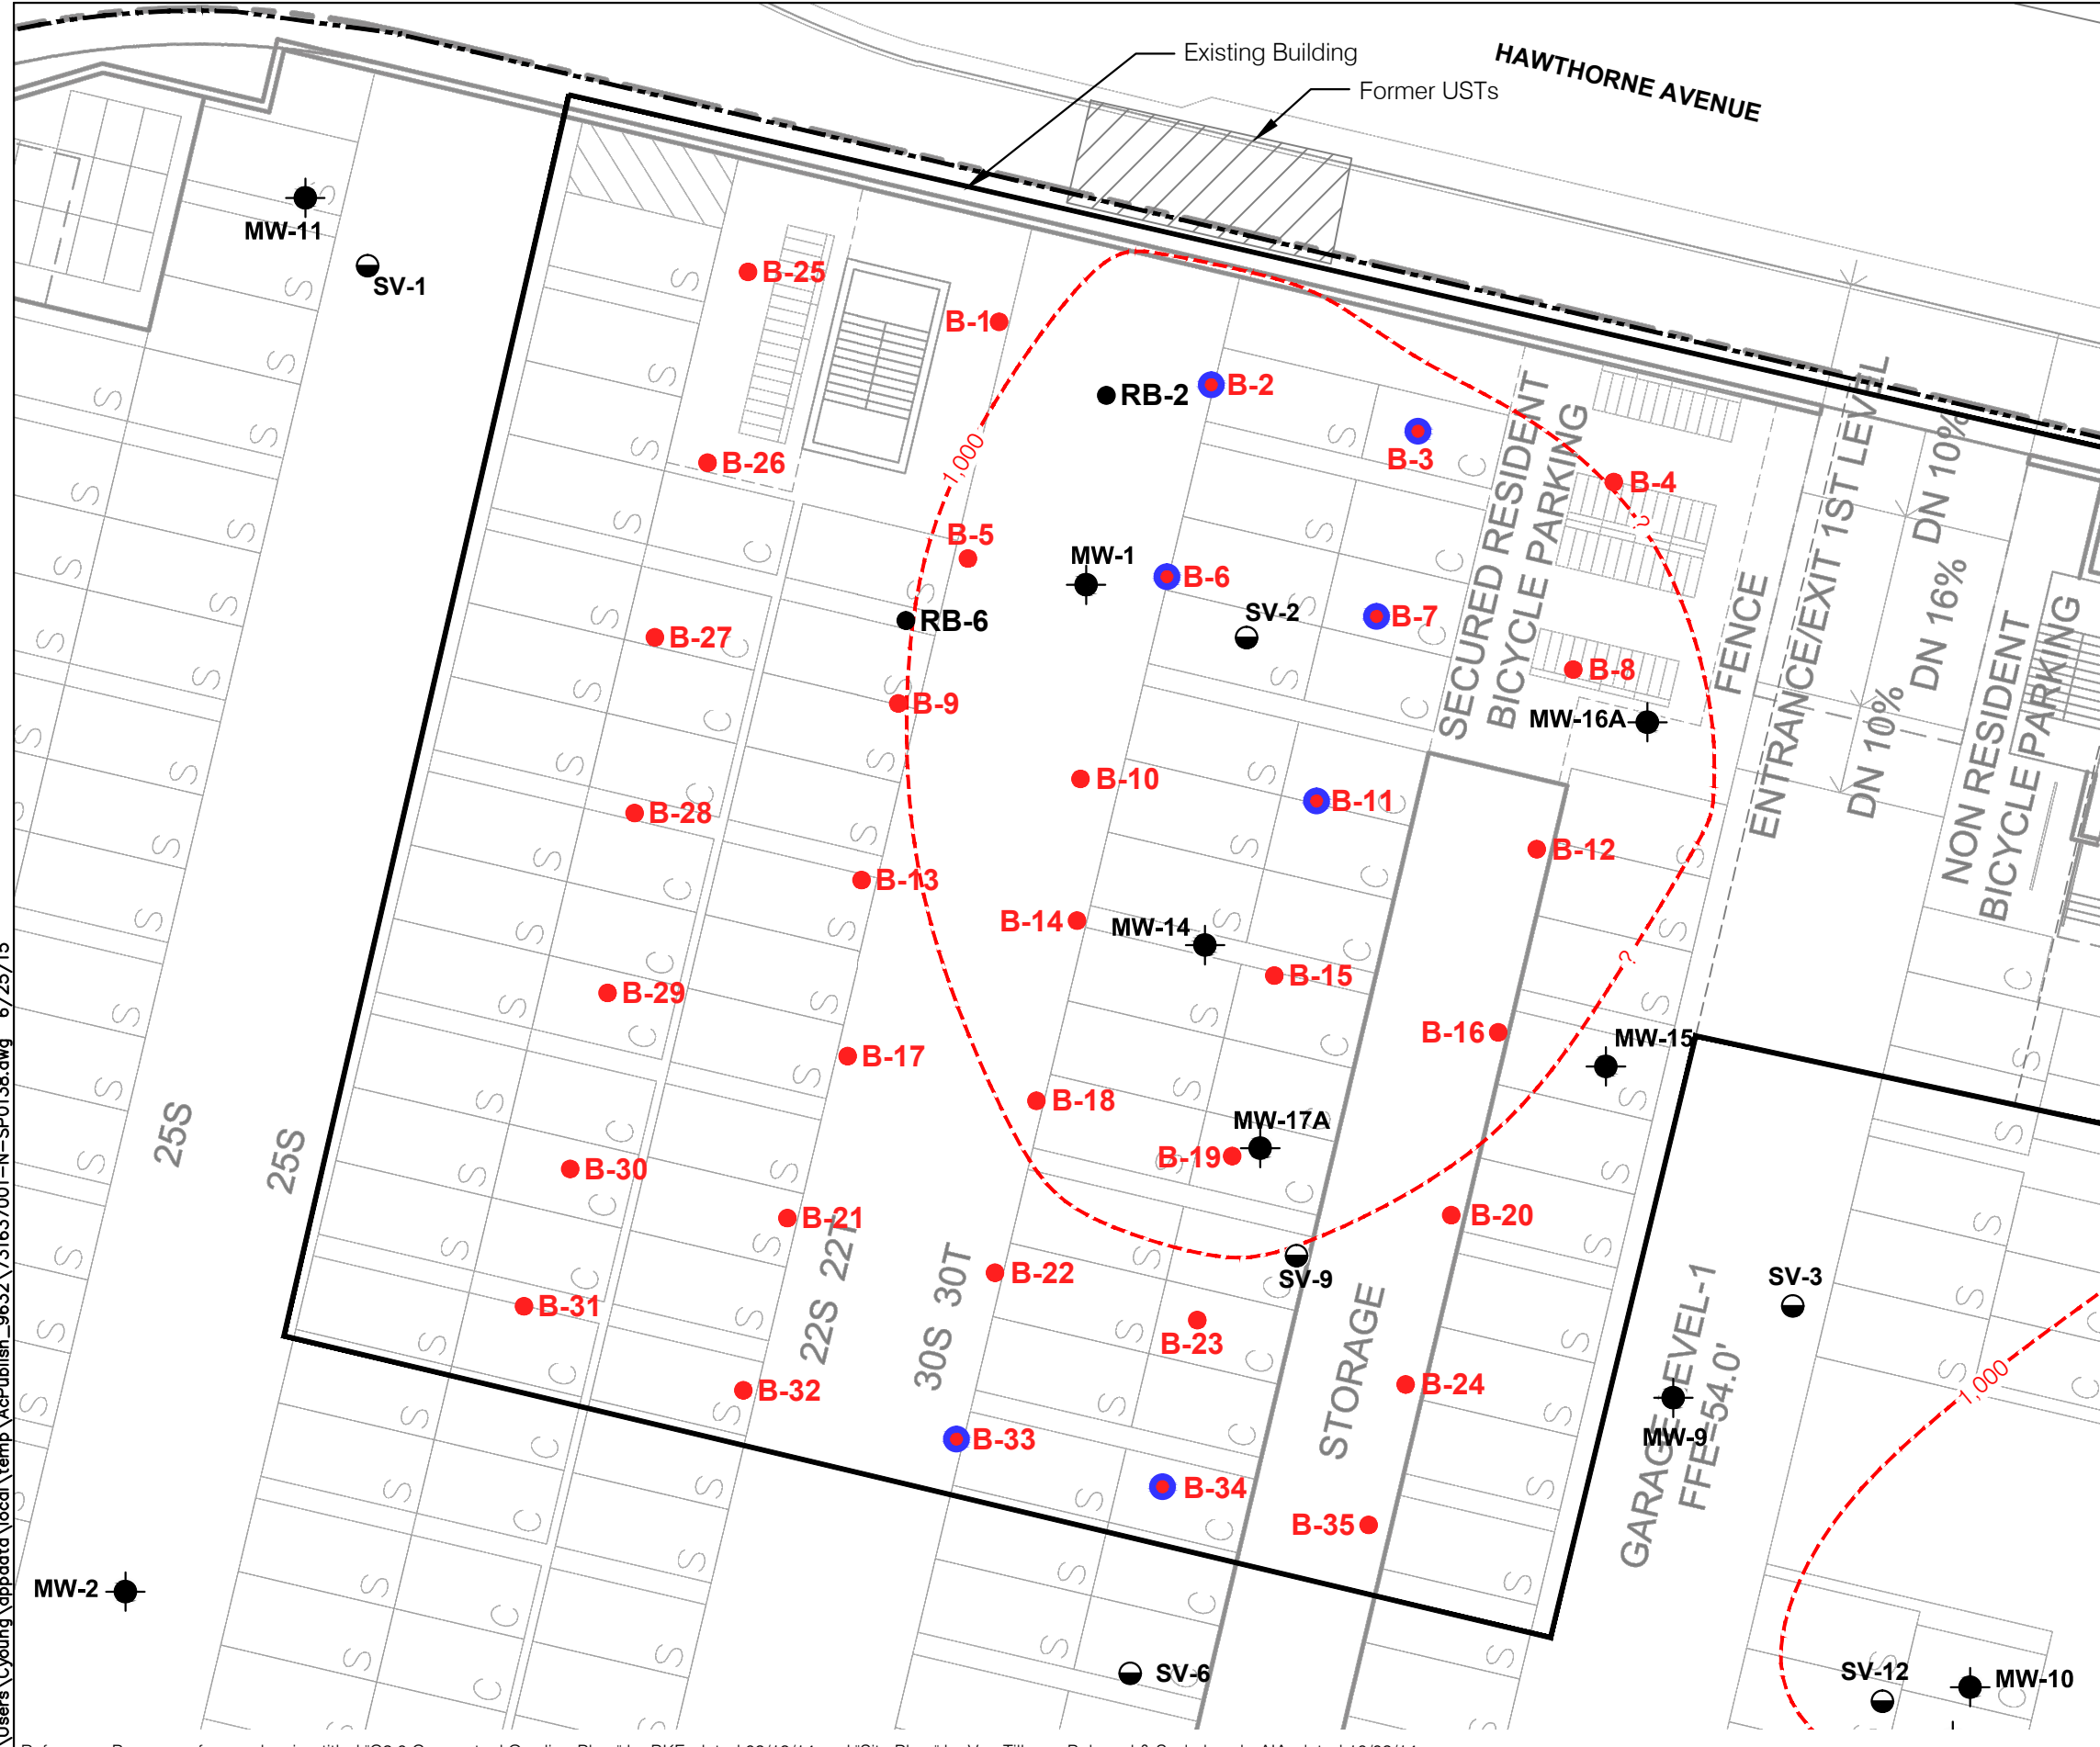 Existing Building
Former USTs
HAWTHORNE AVENUE
MW-11
SV-1
B-25
B-1
RB-2
B-2
B-3
B-4
B-26
1,000
B-5
MW-1
B-6
SV-2
B-7
RB-6
B-27
B-8
B-9
MW-16A
B-10
B-11
B-28
B-12
B-13
B-14
MW-14
B-15
B-29
B-16
MW-15
B-17
B-18
MW-17A
B-19
B-30
B-21
B-20
B-22
SV-9
SV-3
B-31
B-23
B-32
B-24
MW-9
B-33
B-34
B-35
1,000
MW-2
SV-6
SV-12
MW-10
SECURED RESIDENT
BICYCLE PARKING
FENCE
ENTRANCE/EXIT 1ST LEVEL
DN 10%
DN 16%
DN 10%
NON RESIDENT
BICYCLE PARKING
25S
25S
22S 22T
30S 30T
STORAGE
GARAGE LEVEL-1
FFE=54.0'
?
?